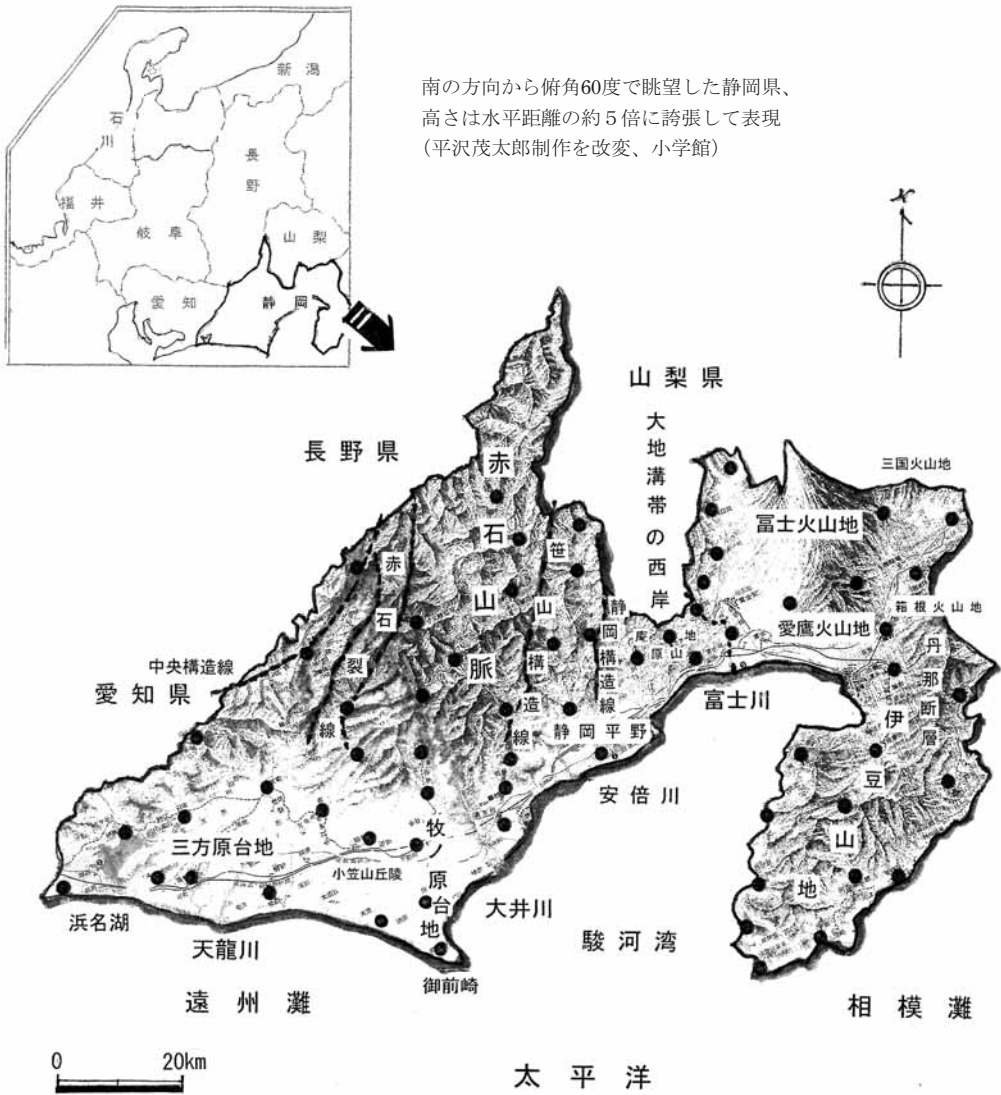 新潟
石川
長野
福井
岐阜
山梨
愛知
静岡
南の方向から俯角60度で眺望した静岡県、
高さは水平距離の約5倍に誇張して表現
(平沢茂太郎制作を改変、小学館)
N
山梨県
長野県
大地溝帯の西岸
三国火山地
赤石山脈
富士火山地
赤石裂線
笹山構造線
静岡構造線
庵原山地
箱根火山地
愛鷹火山地
丹那断層
中央構造線
愛知県
富士川
静岡平野
伊豆山地
安倍川
三方原台地
牧ノ原台地
小笠山丘陵
大井川
浜名湖
駿河湾
天龍川
御前崎
遠州灘
相模灘
0 20km
太平洋